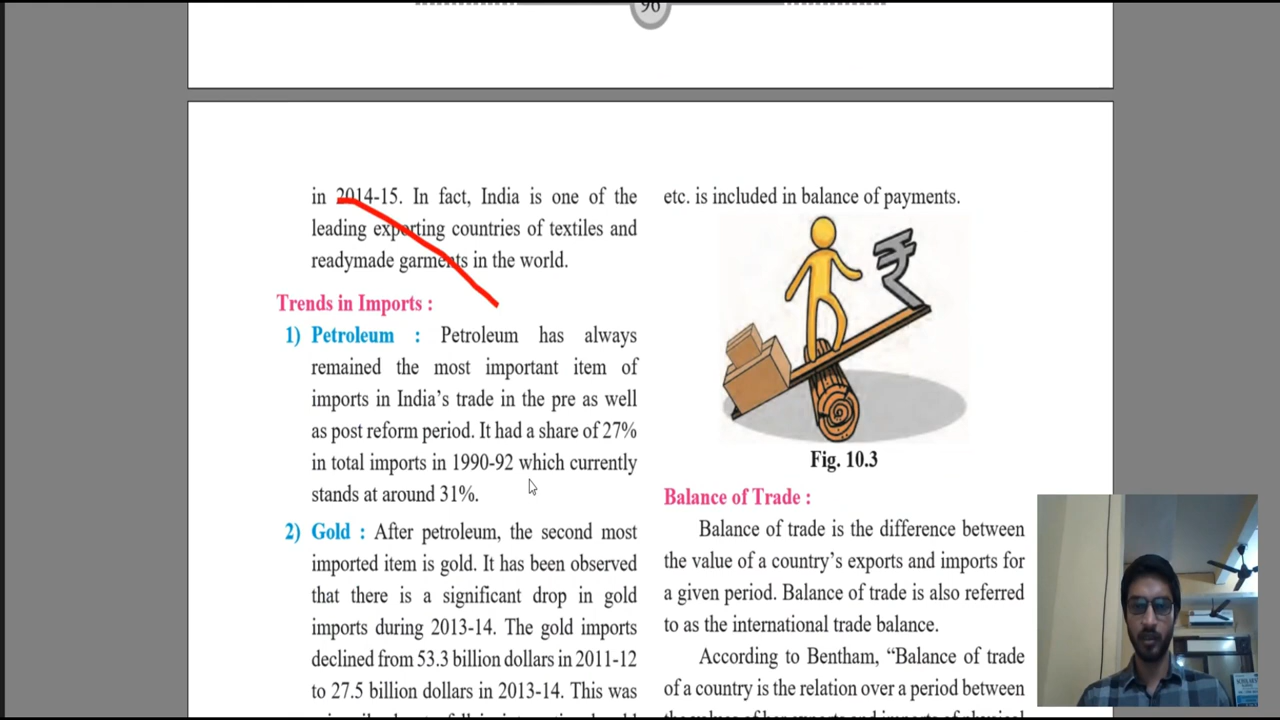 96
in 2014-15. In fact, India is one of the
leading exporting countries of textiles and
readymade garments in the world.
Trends in Imports :
1) Petroleum : Petroleum has always
remained the most important item of
imports in India's trade in the pre as well
as post reform period. It had a share of 27%
in total imports in 1990-92 which currently
stands at around 31%.
2) Gold : After petroleum, the second most
imported item is gold. It has been observed
that there is a significant drop in gold
imports during 2013-14. The gold imports
declined from 53.3 billion dollars in 2011-12
to 27.5 billion dollars in 2013-14. This was
etc. is included in balance of payments.
₹
Fig. 10.3
Balance of Trade :
Balance of trade is the difference between
the value of a country's exports and imports for
a given period. Balance of trade is also referred
to as the international trade balance.
According to Bentham, “Balance of trade
of a country is the relation over a period between